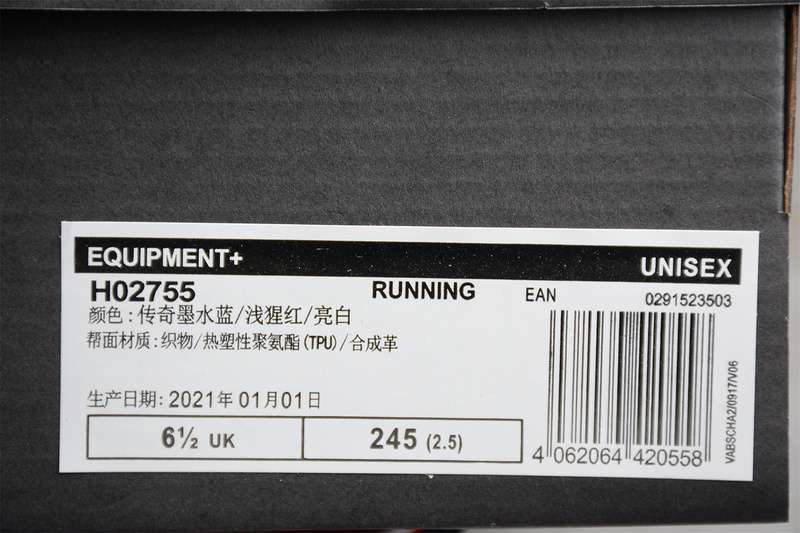 EQUIPMENT+
UNISEX
H02755 RUNNING EAN 0291523503
颜色:传奇墨水蓝/浅猩红/亮白
帮面材质:织物/热塑性聚氨酯(TPU)/合成革
生产日期: 2021年01月01日
6½ UK 245 (2.5)
4 062064 420558
VABSCHA2/0917/V06